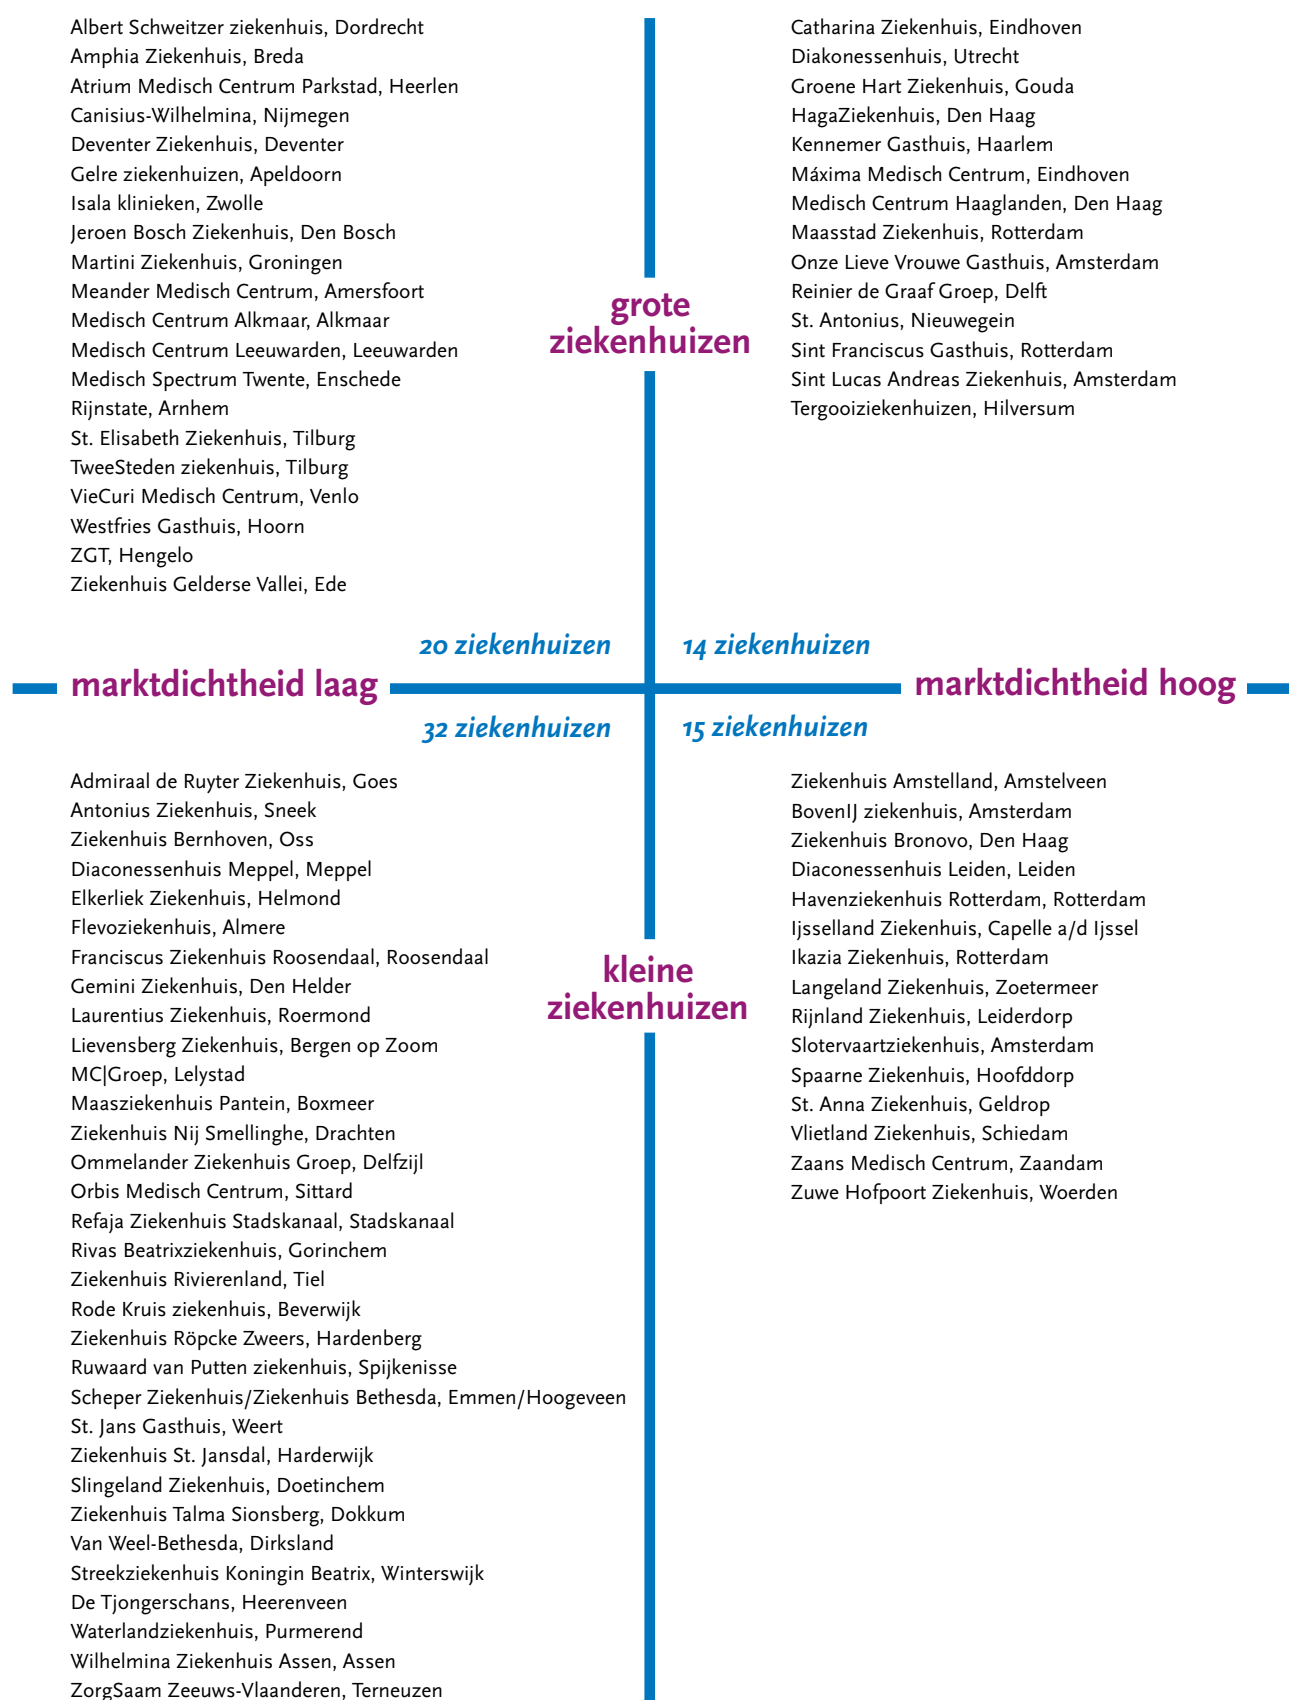 Albert Schweitzer ziekenhuis, Dordrecht
Amphia Ziekenhuis, Breda
Atrium Medisch Centrum Parkstad, Heerlen
Canisius-Wilhelmina, Nijmegen
Deventer Ziekenhuis, Deventer
Gelre ziekenhuizen, Apeldoorn
Isala klinieken, Zwolle
Jeroen Bosch Ziekenhuis, Den Bosch
Martini Ziekenhuis, Groningen
Meander Medisch Centrum, Amersfoort
Medisch Centrum Alkmaar, Alkmaar
Medisch Centrum Leeuwarden, Leeuwarden
Medisch Spectrum Twente, Enschede
Rijnstate, Arnhem
St. Elisabeth Ziekenhuis, Tilburg
TweeSteden ziekenhuis, Tilburg
VieCuri Medisch Centrum, Venlo
Westfries Gasthuis, Hoorn
ZGT, Hengelo
Ziekenhuis Gelderse Vallei, Ede
grote
ziekenhuizen
Catharina Ziekenhuis, Eindhoven
Diakonessenhuis, Utrecht
Groene Hart Ziekenhuis, Gouda
HagaZiekenhuis, Den Haag
Kennemer Gasthuis, Haarlem
Máxima Medisch Centrum, Eindhoven
Medisch Centrum Haaglanden, Den Haag
Maasstad Ziekenhuis, Rotterdam
Onze Lieve Vrouwe Gasthuis, Amsterdam
Reinier de Graaf Groep, Delft
St. Antonius, Nieuwegein
Sint Franciscus Gasthuis, Rotterdam
Sint Lucas Andreas Ziekenhuis, Amsterdam
Tergooiziekenhuizen, Hilversum
20 ziekenhuizen
14 ziekenhuizen
marktdichtheid laag
marktdichtheid hoog
32 ziekenhuizen
15 ziekenhuizen
Admiraal de Ruyter Ziekenhuis, Goes
Antonius Ziekenhuis, Sneek
Ziekenhuis Bernhoven, Oss
Diaconessenhuis Meppel, Meppel
Elkerliek Ziekenhuis, Helmond
Flevoziekenhuis, Almere
Franciscus Ziekenhuis Roosendaal, Roosendaal
Gemini Ziekenhuis, Den Helder
Laurentius Ziekenhuis, Roermond
Lievensberg Ziekenhuis, Bergen op Zoom
MC|Groep, Lelystad
Maasziekenhuis Pantein, Boxmeer
Ziekenhuis Nij Smellinghe, Drachten
Ommelander Ziekenhuis Groep, Delfzijl
Orbis Medisch Centrum, Sittard
Refaja Ziekenhuis Stadskanaal, Stadskanaal
Rivas Beatrixziekenhuis, Gorinchem
Ziekenhuis Rivierenland, Tiel
Rode Kruis ziekenhuis, Beverwijk
Ziekenhuis Röpcke Zweers, Hardenberg
Ruwaard van Putten ziekenhuis, Spijkenisse
Scheper Ziekenhuis/Ziekenhuis Bethesda, Emmen/Hoogeveen
St. Jans Gasthuis, Weert
Ziekenhuis St. Jansdal, Harderwijk
Slingeland Ziekenhuis, Doetinchem
Ziekenhuis Talma Sionsberg, Dokkum
Van Weel-Bethesda, Dirksland
Streekziekenhuis Koningin Beatrix, Winterswijk
De Tjongerschans, Heerenveen
Waterlandziekenhuis, Purmerend
Wilhelmina Ziekenhuis Assen, Assen
ZorgSaam Zeeuws-Vlaanderen, Terneuzen
kleine
ziekenhuizen
Ziekenhuis Amstelland, Amstelveen
BovenIJ ziekenhuis, Amsterdam
Ziekenhuis Bronovo, Den Haag
Diaconessenhuis Leiden, Leiden
Havenziekenhuis Rotterdam, Rotterdam
Ijsselland Ziekenhuis, Capelle a/d Ijssel
Ikazia Ziekenhuis, Rotterdam
Langeland Ziekenhuis, Zoetermeer
Rijnland Ziekenhuis, Leiderdorp
Slotervaartziekenhuis, Amsterdam
Spaarne Ziekenhuis, Hoofddorp
St. Anna Ziekenhuis, Geldrop
Vlietland Ziekenhuis, Schiedam
Zaans Medisch Centrum, Zaandam
Zuwe Hofpoort Ziekenhuis, Woerden